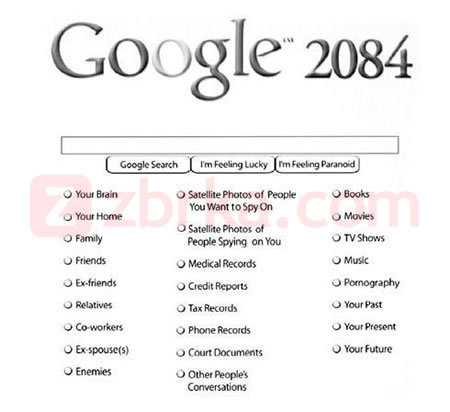 Google™ 2084
Google Search I'm Feeling Lucky I'm Feeling Paranoid
Your Brain
Your Home
Family
Friends
Ex-friends
Relatives
Co-workers
Ex-spouse(s)
Enemies
Satellite Photos of People
You Want to Spy On
Satellite Photos of
People Spying on You
Medical Records
Credit Reports
Tax Records
Phone Records
Court Documents
Other People's
Conversations
Books
Movies
TV Shows
Music
Pornography
Your Past
Your Present
Your Future
Z zbrka.com